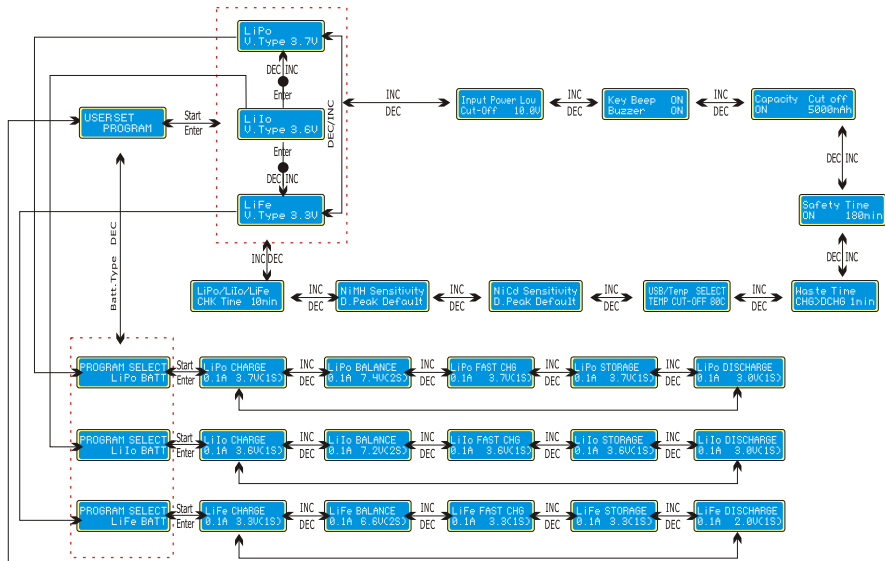 LiPo
V.Type 3.7V
DEC INC
Enter
USER SET
PROGRAM
Start
Enter
LiIo
V.Type 3.6V
Enter
DEC INC
LiFe
V.Type 3.3V
DEC/INC
INC
DEC
Input Power Low
Cut-Off 10.0V
INC
DEC
Key Beep ON
Buzzer ON
INC
DEC
Capacity Cut off
ON 5000mAh
DEC INC
Safety Time
ON 180min
DEC INC
Batt.Type DEC
INC DEC
LiPo/LiIo/LiFe
CHK Time 10min
INC
DEC
NiMH Sensitivity
D.Peak Default
INC
DEC
NiCd Sensitivity
D.Peak Default
INC
DEC
USB/Temp SELECT
TEMP CUT-OFF 80C
INC
DEC
Waste Time
CHG>DCHG 1min
PROGRAM SELECT
LiPo BATT
Start
Enter
LiPo CHARGE
0.1A 3.7V(1S)
INC
DEC
LiPo BALANCE
0.1A 7.4V(2S)
INC
DEC
LiPo FAST CHG
0.1A 3.7V(1S)
INC
DEC
LiPo STORAGE
0.1A 3.7V(1S)
INC
DEC
LiPo DISCHARGE
0.1A 3.0V(1S)
PROGRAM SELECT
LiIo BATT
Start
Enter
LiIo CHARGE
0.1A 3.6V(1S)
INC
DEC
LiIo BALANCE
0.1A 7.2V(2S)
INC
DEC
LiIo FAST CHG
0.1A 3.6V(1S)
INC
DEC
LiIo STORAGE
0.1A 3.6V(1S)
INC
DEC
LiIo DISCHARGE
0.1A 3.0V(1S)
PROGRAM SELECT
LiFe BATT
Start
Enter
LiFe CHARGE
0.1A 3.3V(1S)
INC
DEC
LiFe BALANCE
0.1A 6.6V(2S)
INC
DEC
LiFe FAST CHG
0.1A 3.3(1S)
INC
DEC
LiFe STORAGE
0.1A 3.3(1S)
INC
DEC
LiFe DISCHARGE
0.1A 2.0V(1S)